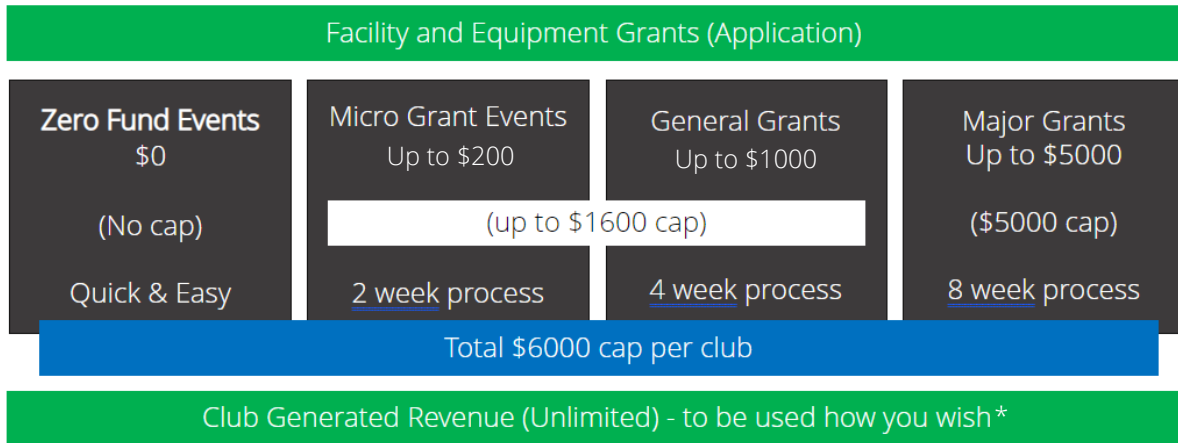 Facility and Equipment Grants (Application)
Zero Fund Events
$0
(No cap)
Quick & Easy
Micro Grant Events
Up to $200
General Grants
Up to $1000
(up to $1600 cap)
2 week process
4 week process
Major Grants
Up to $5000
($5000 cap)
8 week process
Total $6000 cap per club
Club Generated Revenue (Unlimited) - to be used how you wish*